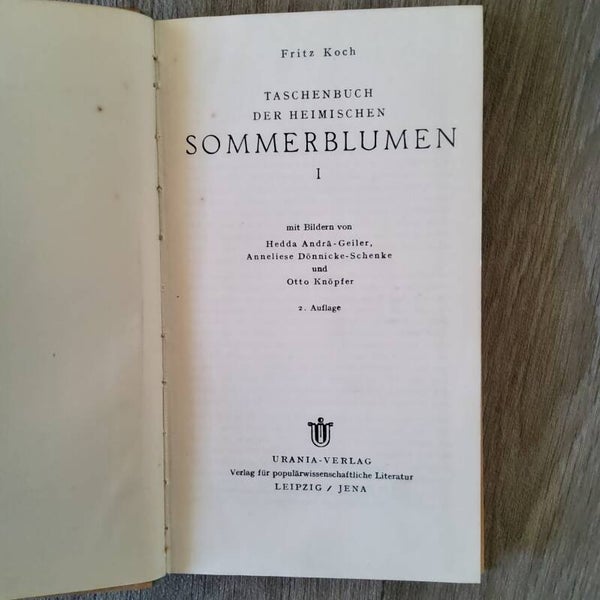 Fritz Koch
TASCHENBUCH
DER HEIMISCHEN
SOMMERBLUMEN
I
mit Bildern von
Hedda Andrä-Geiler,
Anneliese Dönnicke-Schenke
und
Otto Knöpfer
2. Auflage
URANIA-VERLAG
Verlag für populärwissenschaftliche Literatur
LEIPZIG / JENA